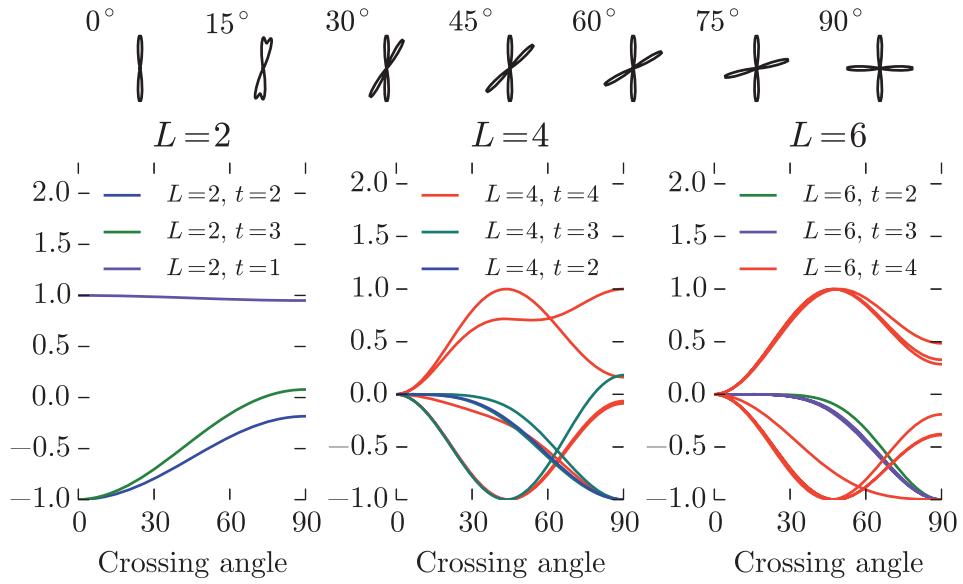 0° 15° 30° 45° 60° 75° 90°
L=2 L=4 L=6
2.0
1.5
1.0
0.5
0.0
−0.5
−1.0
0 30 60 90
Crossing angle
L=2, t=2
L=2, t=3
L=2, t=1
2.0
1.5
1.0
0.5
0.0
−0.5
−1.0
0 30 60 90
Crossing angle
L=4, t=4
L=4, t=3
L=4, t=2
2.0
1.5
1.0
0.5
0.0
−0.5
−1.0
0 30 60 90
Crossing angle
L=6, t=2
L=6, t=3
L=6, t=4